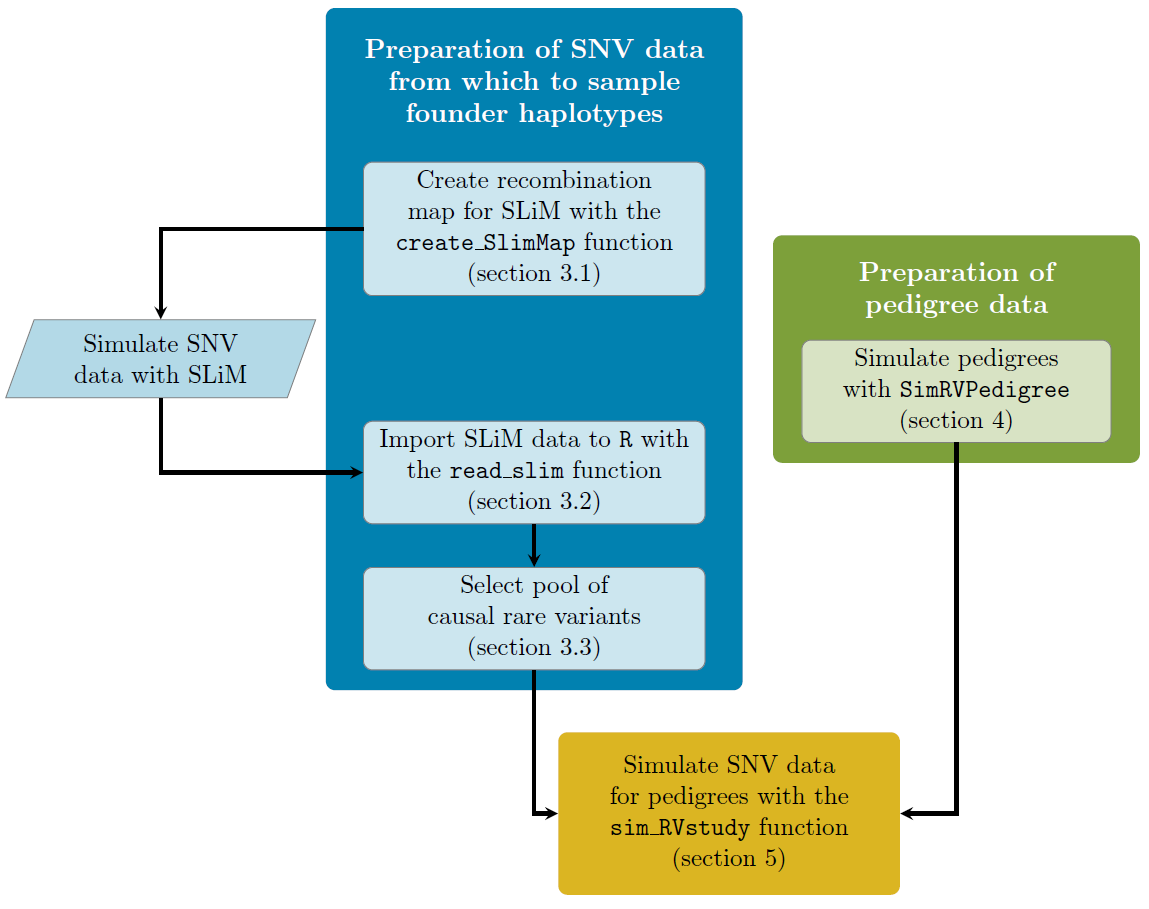 Preparation of SNV data
from which to sample
founder haplotypes
Create recombination
map for SLiM with the
create_SlimMap function
(section 3.1)
Simulate SNV
data with SLiM
Import SLiM data to R with
the read_slim function
(section 3.2)
Select pool of
causal rare variants
(section 3.3)
Preparation of
pedigree data
Simulate pedigrees
with SimRVPedigree
(section 4)
Simulate SNV data
for pedigrees with the
sim_RVstudy function
(section 5)